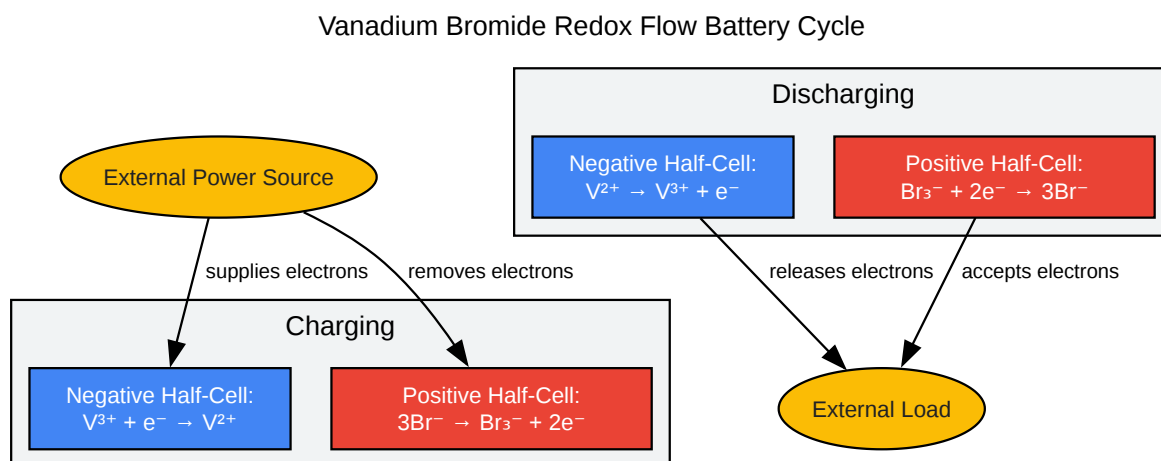 Vanadium Bromide Redox Flow Battery Cycle
Discharging
Negative Half-Cell:
V²⁺ → V³⁺ + e⁻
Positive Half-Cell:
Br₃⁻ + 2e⁻ → 3Br⁻
External Power Source
supplies electrons
removes electrons
releases electrons
accepts electrons
Charging
Negative Half-Cell:
V³⁺ + e⁻ → V²⁺
Positive Half-Cell:
3Br⁻ → Br₃⁻ + 2e⁻
External Load